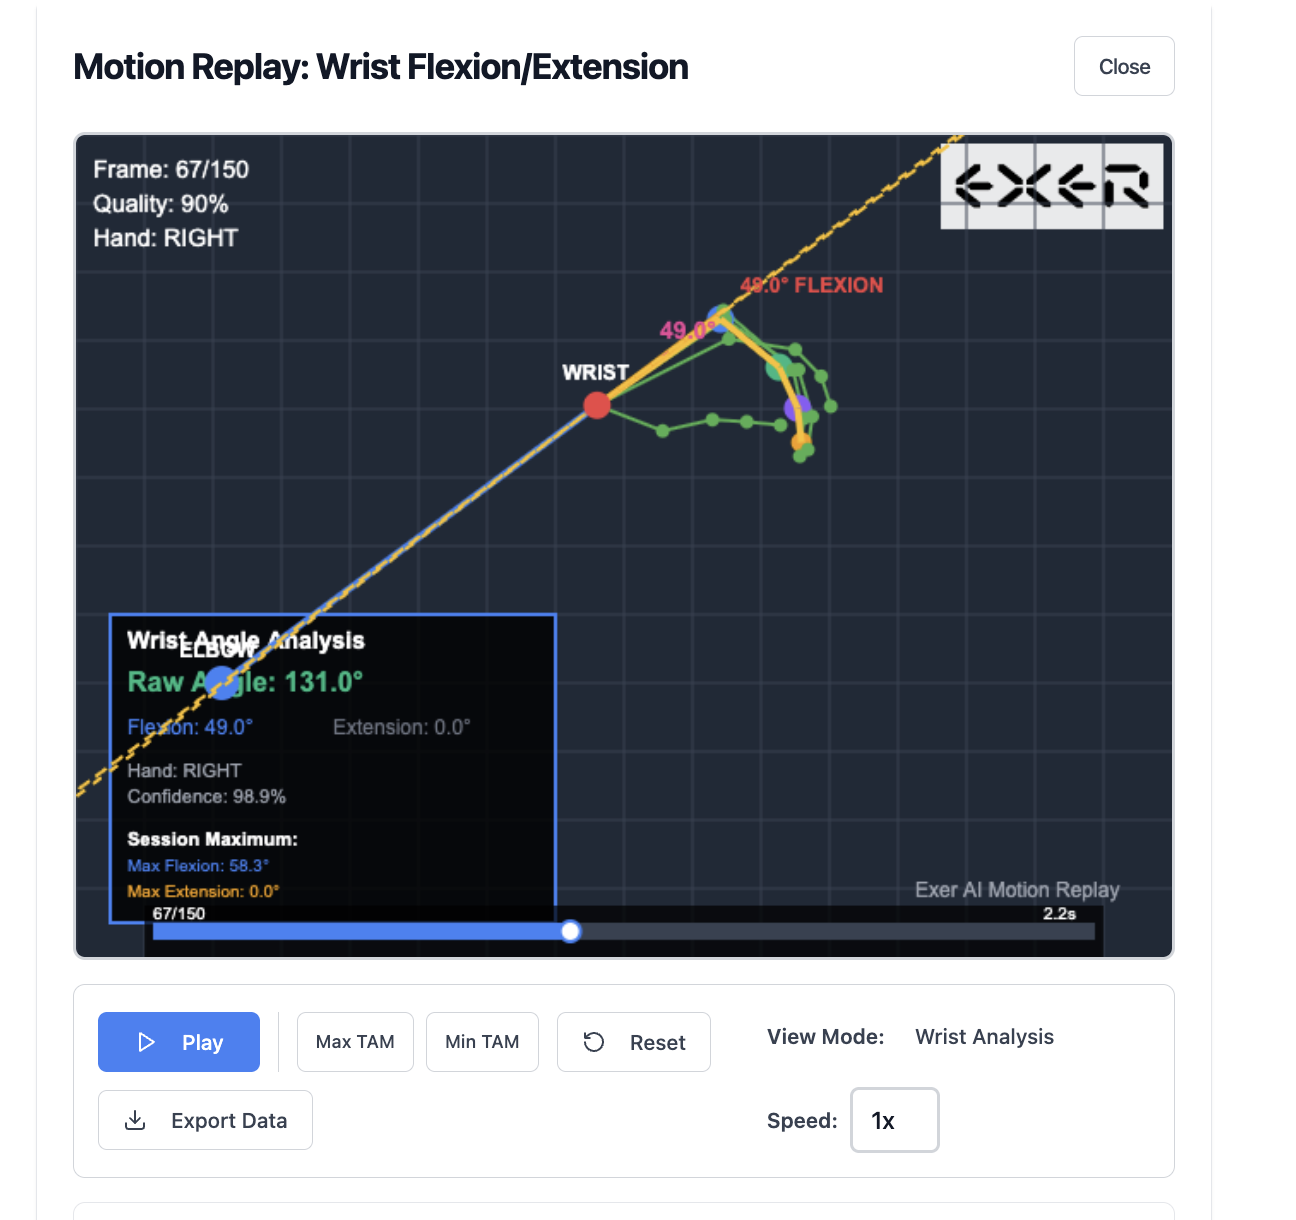 Motion Replay: Wrist Flexion/Extension
Close
Frame: 67/150
Quality: 90%
Hand: RIGHT
EXER
49.0° FLEXION
49.0°
WRIST
Wrist Angle Analysis
ELBOW
Raw Angle: 131.0°
Flexion: 49.0°
Extension: 0.0°
Hand: RIGHT
Confidence: 98.9%
Session Maximum:
Max Flexion: 58.3°
Max Extension: 0.0°
Exer AI Motion Replay
67/150
2.2s
Play
Max TAM
Min TAM
Reset
View Mode:
Wrist Analysis
Export Data
Speed:
1x